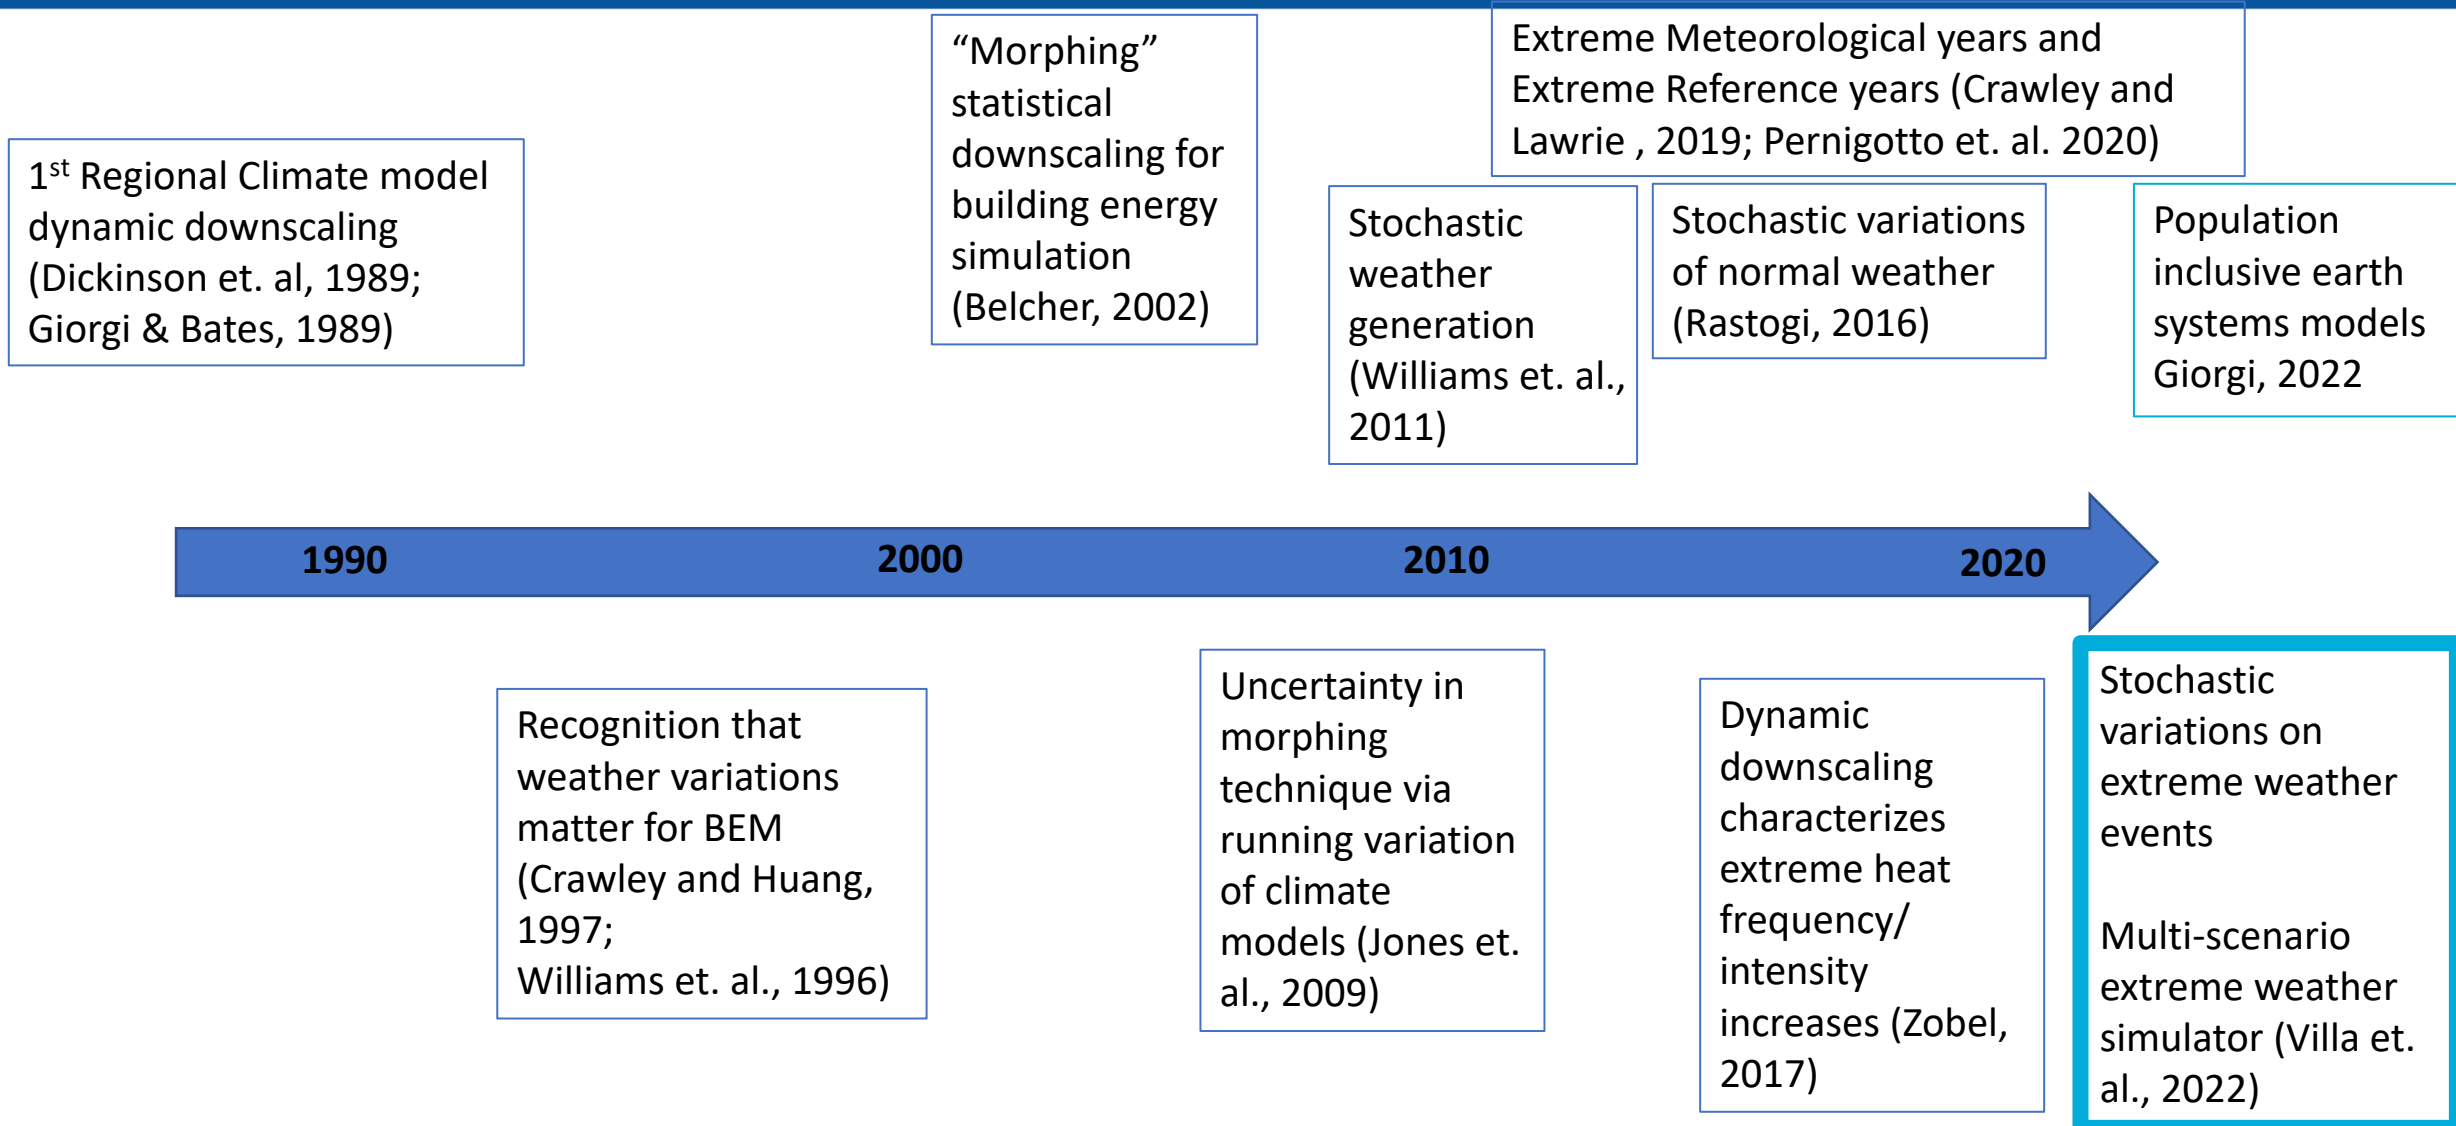 1st Regional Climate model
dynamic downscaling
(Dickinson et. al, 1989;
Giorgi & Bates, 1989)
“Morphing”
statistical
downscaling for
building energy
simulation
(Belcher, 2002)
Extreme Meteorological years and
Extreme Reference years (Crawley and
Lawrie , 2019; Pernigotto et. al. 2020)
Stochastic
weather
generation
(Williams et. al.,
2011)
Stochastic variations
of normal weather
(Rastogi, 2016)
Population
inclusive earth
systems models
Giorgi, 2022
1990
2000
2010
2020
Recognition that
weather variations
matter for BEM
(Crawley and Huang,
1997;
Williams et. al., 1996)
Uncertainty in
morphing
technique via
running variation
of climate
models (Jones et.
al., 2009)
Dynamic
downscaling
characterizes
extreme heat
frequency/
intensity
increases (Zobel,
2017)
Stochastic
variations on
extreme weather
events
Multi-scenario
extreme weather
simulator (Villa et.
al., 2022)